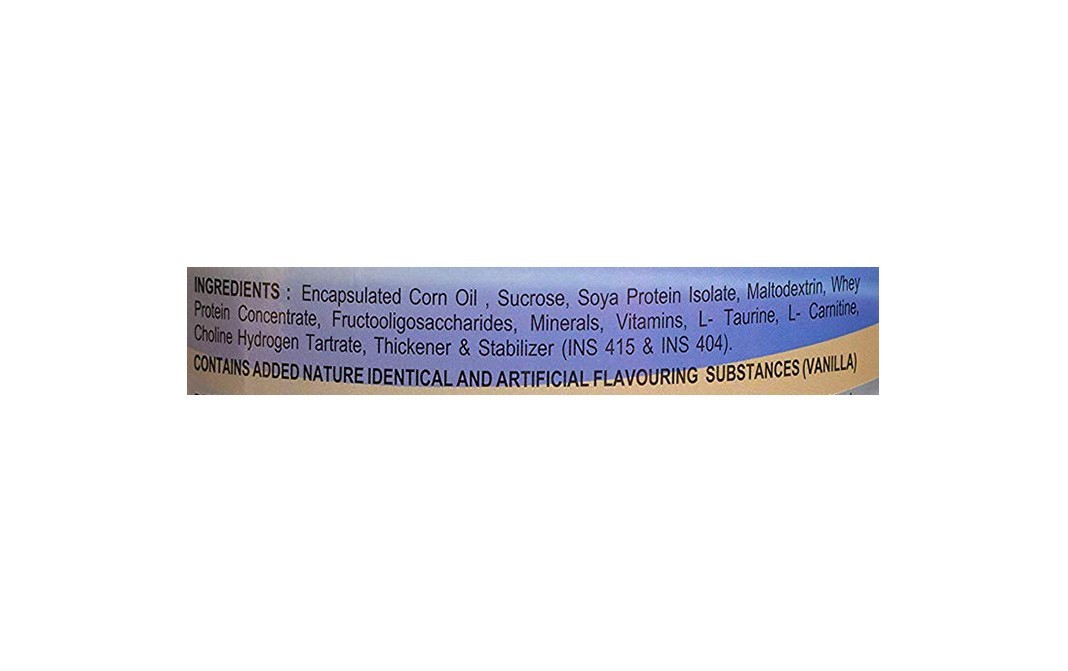 INGREDIENTS : Encapsulated Corn Oil , Sucrose, Soya Protein Isolate, Maltodextrin, Whey
Protein Concentrate, Fructooligosaccharides, Minerals, Vitamins, L- Taurine, L- Carnitine,
Choline Hydrogen Tartrate, Thickener & Stabilizer (INS 415 & INS 404).
CONTAINS ADDED NATURE IDENTICAL AND ARTIFICIAL FLAVOURING SUBSTANCES (VANILLA)